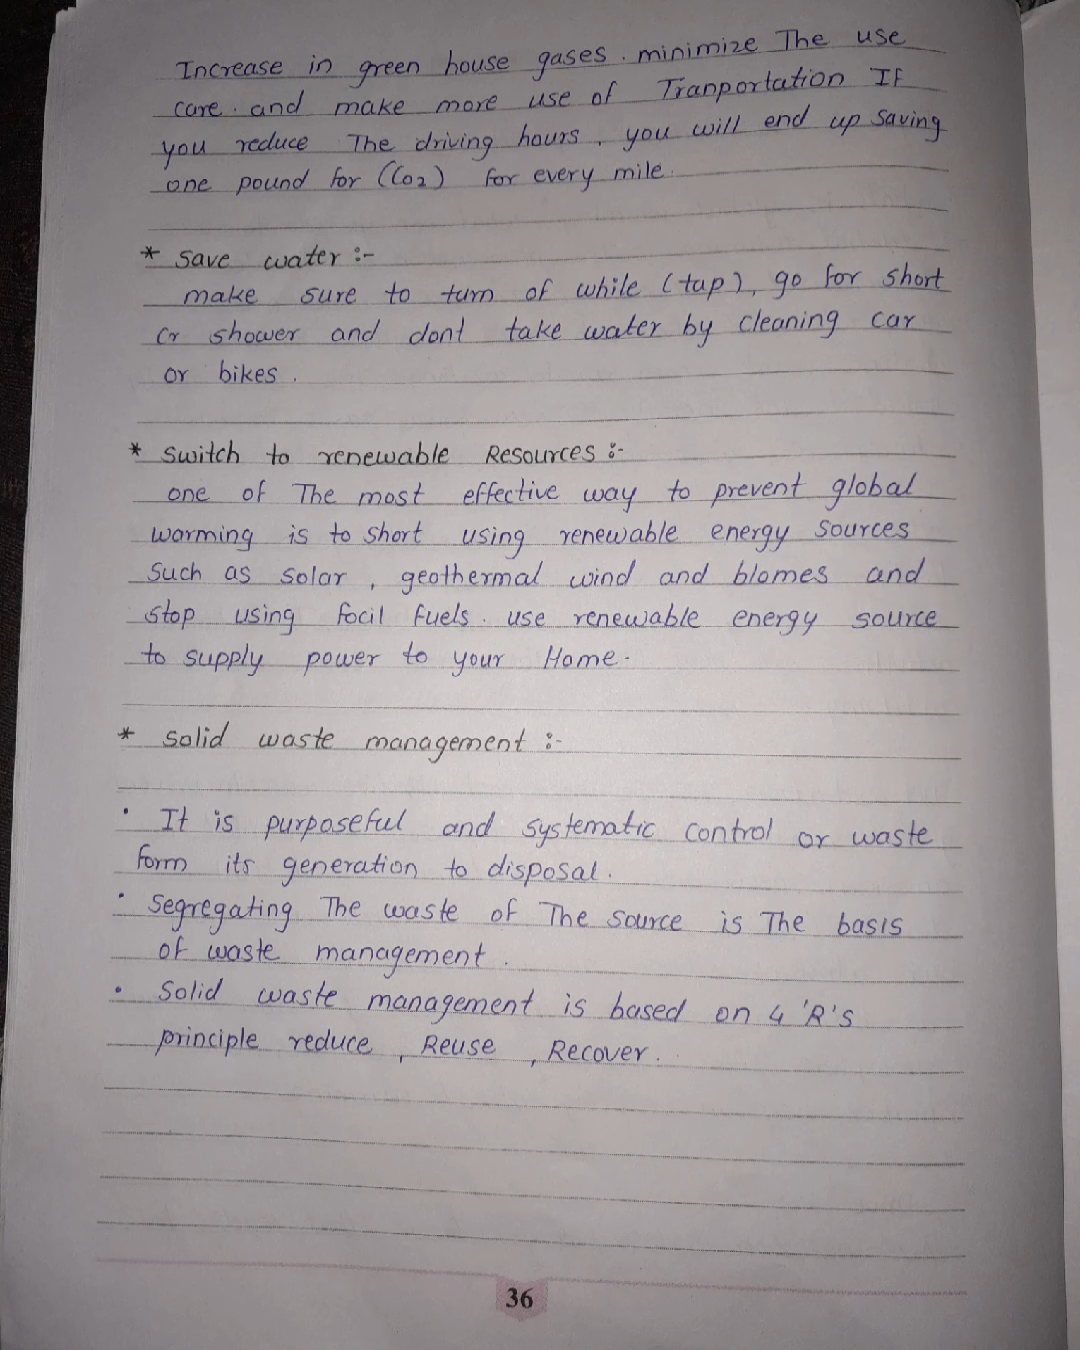 Increase in green house gases. minimize The use
care. and make more use of Tranportation If
you reduce The driving hours, you will end up saving
one pound for (Co2) for every mile.
* save water :-
make sure to turn of while (tap), go for short
or shower and dont take water by cleaning car
or bikes.
* switch to renewable Resources :-
one of The most effective way to prevent global
warming is to short using renewable energy sources
such as solar, geothermal wind and blomes and
stop using focil fuels. use renewable energy source
to supply power to your Home.
* solid waste management :-
• It is purposeful and systematic control or waste
form its generation to disposal.
• Segregating The waste of The source is The basis
of waste management.
• Solid waste management is based on 4 'R's
principle reduce, Reuse, Recover.
36